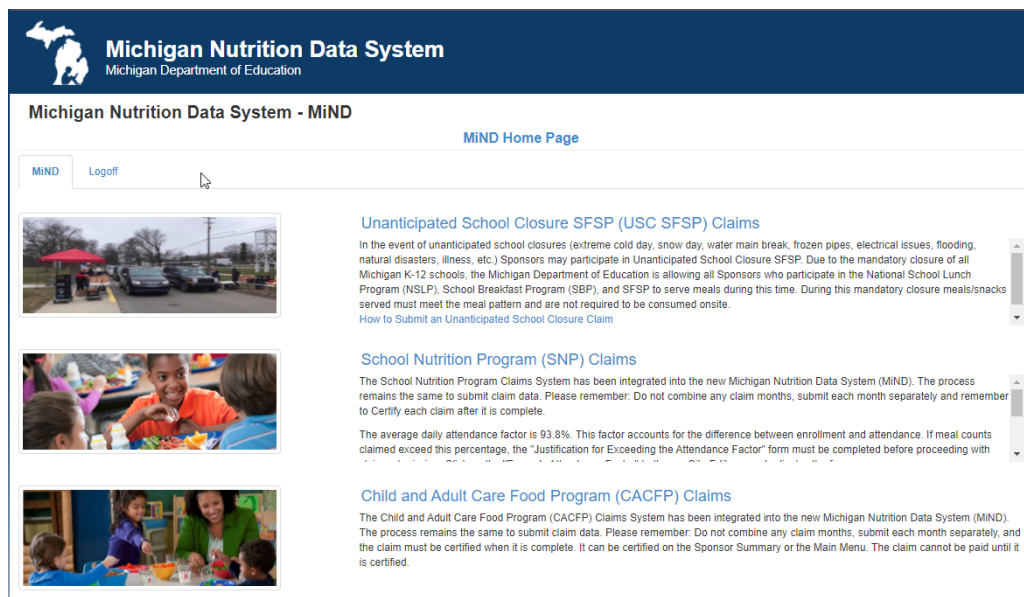 Michigan Nutrition Data System
Michigan Department of Education
Michigan Nutrition Data System - MiND
MiND Home Page
MiND
Logoff
Unanticipated School Closure SFSP (USC SFSP) Claims
In the event of unanticipated school closures (extreme cold day, snow day, water main break, frozen pipes, electrical issues, flooding,
natural disasters, illness, etc.) Sponsors may participate in Unanticipated School Closure SFSP. Due to the mandatory closure of all
Michigan K-12 schools, the Michigan Department of Education is allowing all Sponsors who participate in the National School Lunch
Program (NSLP), School Breakfast Program (SBP), and SFSP to serve meals during this time. During this mandatory closure meals/snacks
served must meet the meal pattern and are not required to be consumed onsite.
How to Submit an Unanticipated School Closure Claim
School Nutrition Program (SNP) Claims
The School Nutrition Program Claims System has been integrated into the new Michigan Nutrition Data System (MiND). The process
remains the same to submit claim data. Please remember: Do not combine any claim months, submit each month separately and remember
to Certify each claim after it is complete.
The average daily attendance factor is 93.8%. This factor accounts for the difference between enrollment and attendance. If meal counts
claimed exceed this percentage, the "Justification for Exceeding the Attendance Factor" form must be completed before proceeding with
Child and Adult Care Food Program (CACFP) Claims
The Child and Adult Care Food Program (CACFP) Claims System has been integrated into the new Michigan Nutrition Data System (MiND).
The process remains the same to submit claim data. Please remember: Do not combine any claim months, submit each month separately, and
the claim must be certified when it is complete. It can be certified on the Sponsor Summary or the Main Menu. The claim cannot be paid until it
is certified.